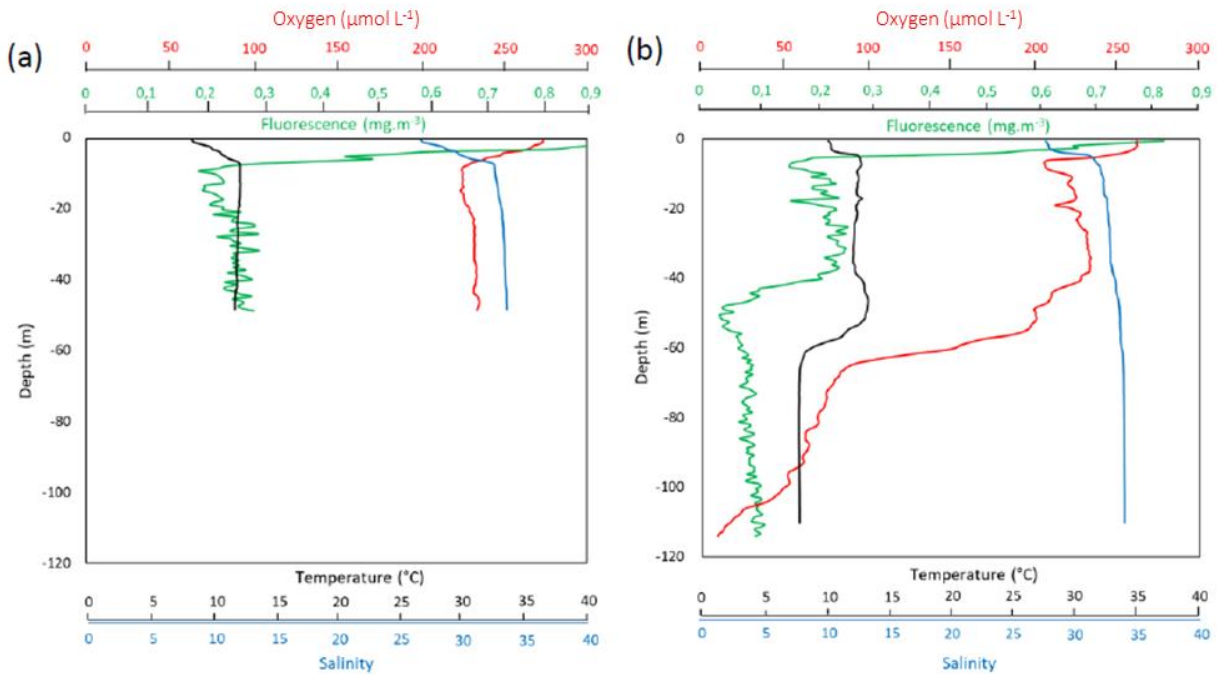 Oxygen (µmol L-1)
0 50 100 200 250 300
(a)
0 0,1 0,2 0,3 0,5 0,6 0,7 0,8 0,9
Fluorescence (mg.m-3)
0
-20
-40
-60
-80
-100
-120
Depth (m)
Temperature (°C)
0 5 10 15 20 25 30 35 40
0 5 10 15 20 25 30 35 40
Salinity
Oxygen (µmol L-1)
0 50 100 200 250 300
(b)
0 0,1 0,2 0,3 0,5 0,6 0,7 0,8 0,9
Fluorescence (mg.m-3)
0
-20
-40
-60
-80
-100
-120
Depth (m)
Temperature (°C)
0 5 10 15 20 25 30 35 40
0 5 10 15 20 25 30 35 40
Salinity